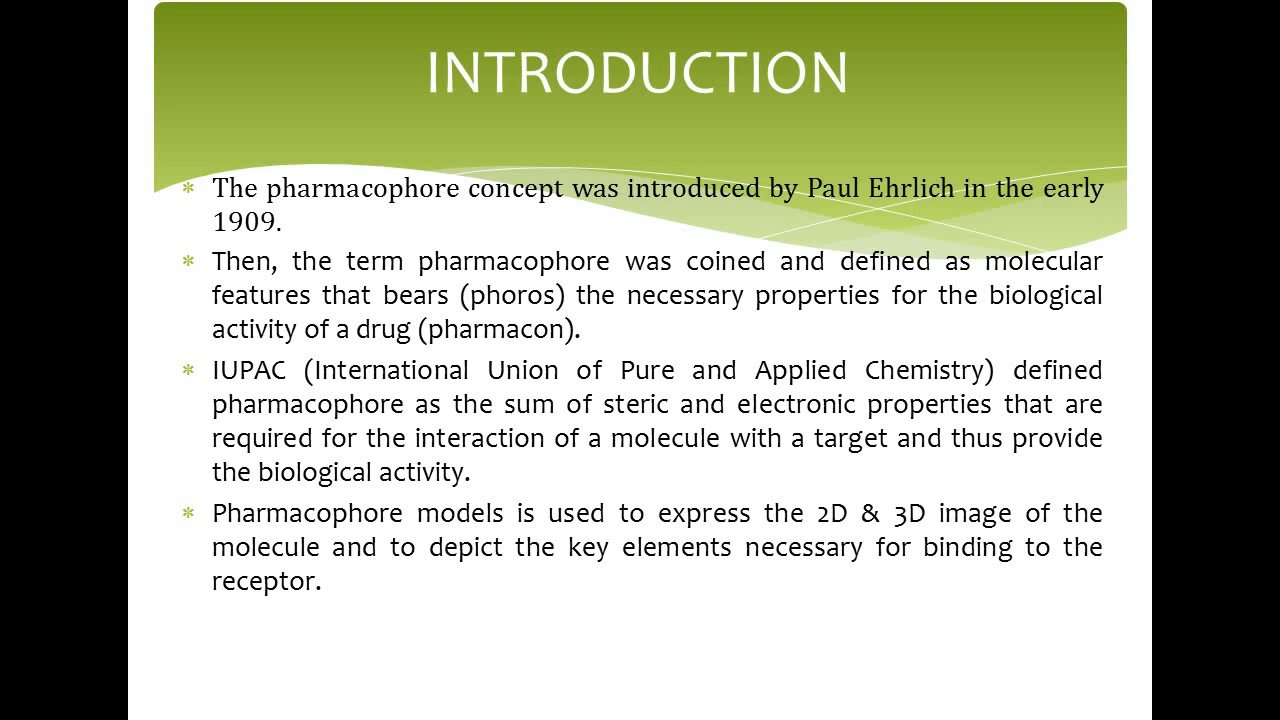 INTRODUCTION
* The pharmacophore concept was introduced by Paul Ehrlich in the early
1909.
* Then, the term pharmacophore was coined and defined as molecular
features that bears (phoros) the necessary properties for the biological
activity of a drug (pharmacon).
* IUPAC (International Union of Pure and Applied Chemistry) defined
pharmacophore as the sum of steric and electronic properties that are
required for the interaction of a molecule with a target and thus provide
the biological activity.
* Pharmacophore models is used to express the 2D & 3D image of the
molecule and to depict the key elements necessary for binding to the
receptor.